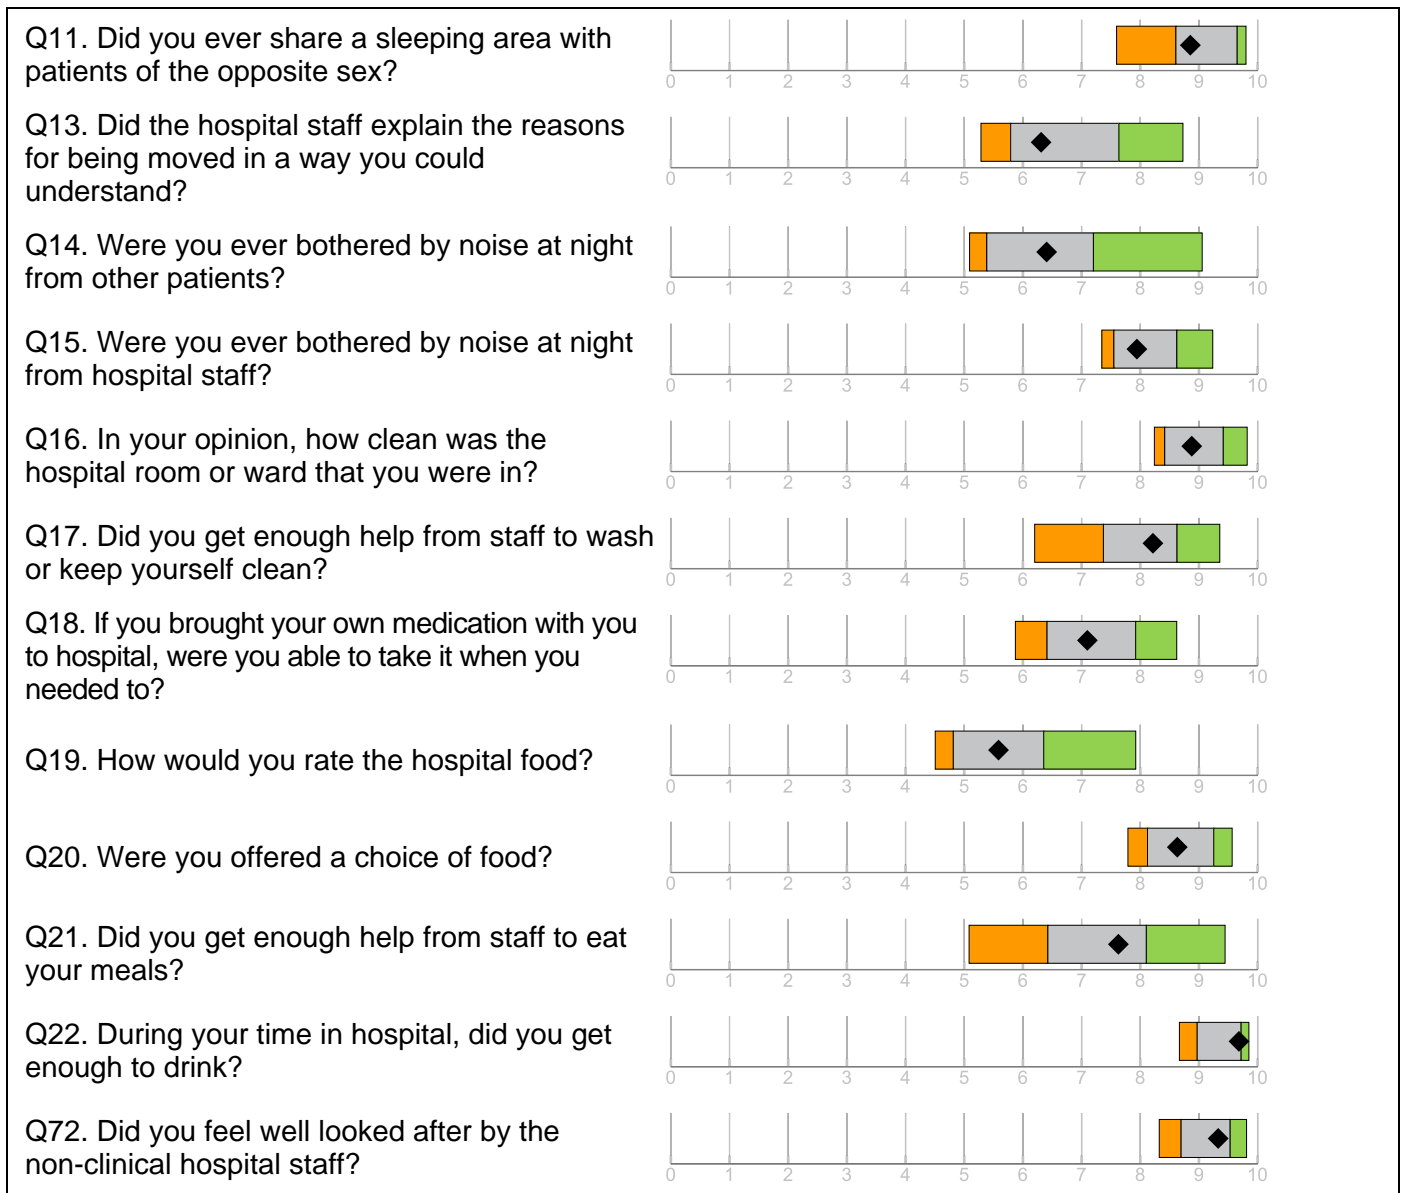 Q11. Did you ever share a sleeping area with
patients of the opposite sex?
0 1 2 3 4 5 6 7 8 9 10
Q13. Did the hospital staff explain the reasons
for being moved in a way you could
understand?
0 1 2 3 4 5 6 7 8 9 10
Q14. Were you ever bothered by noise at night
from other patients?
0 1 2 3 4 5 6 7 8 9 10
Q15. Were you ever bothered by noise at night
from hospital staff?
0 1 2 3 4 5 6 7 8 9 10
Q16. In your opinion, how clean was the
hospital room or ward that you were in?
0 1 2 3 4 5 6 7 8 9 10
Q17. Did you get enough help from staff to wash
or keep yourself clean?
0 1 2 3 4 5 6 7 8 9 10
Q18. If you brought your own medication with you
to hospital, were you able to take it when you
needed to?
0 1 2 3 4 5 6 7 8 9 10
Q19. How would you rate the hospital food?
0 1 2 3 4 5 6 7 8 9 10
Q20. Were you offered a choice of food?
0 1 2 3 4 5 6 7 8 9 10
Q21. Did you get enough help from staff to eat
your meals?
0 1 2 3 4 5 6 7 8 9 10
Q22. During your time in hospital, did you get
enough to drink?
0 1 2 3 4 5 6 7 8 9 10
Q72. Did you feel well looked after by the
non-clinical hospital staff?
0 1 2 3 4 5 6 7 8 9 10